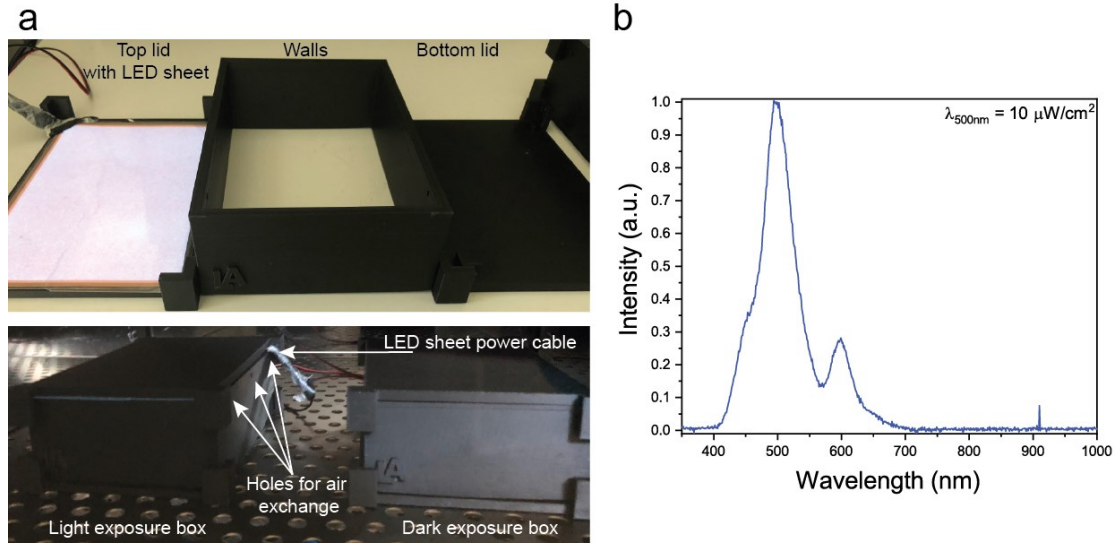 a
Top lid
with LED sheet
Walls
Bottom lid
IA
LED sheet power cable
Holes for air
exchange
IA
Light exposure box
Dark exposure box
b
λ500nm = 10 μW/cm²
Intensity (a.u.)
1.0
0.9
0.8
0.7
0.6
0.5
0.4
0.3
0.2
0.1
0.0
400 500 600 700 800 900 1000
Wavelength (nm)